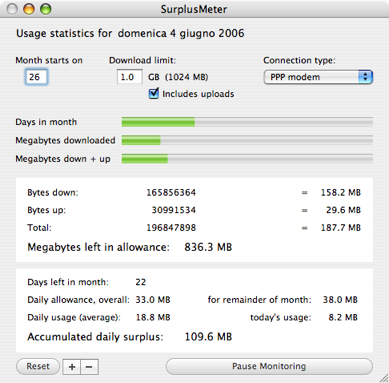 SurplusMeter
Usage statistics for domenica 4 giugno 2006
Month starts on Download limit: Connection type:
26 1.0 GB (1024 MB) PPP modem
Includes uploads
Days in month
Megabytes downloaded
Megabytes down + up
Bytes down: 165856364 = 158.2 MB
Bytes up: 30991534 = 29.6 MB
Total: 196847898 = 187.7 MB
Megabytes left in allowance: 836.3 MB
Days left in month: 22
Daily allowance, overall: 33.0 MB for remainder of month: 38.0 MB
Daily usage (average): 18.8 MB today's usage: 8.2 MB
Accumulated daily surplus: 109.6 MB
Reset + − Pause Monitoring